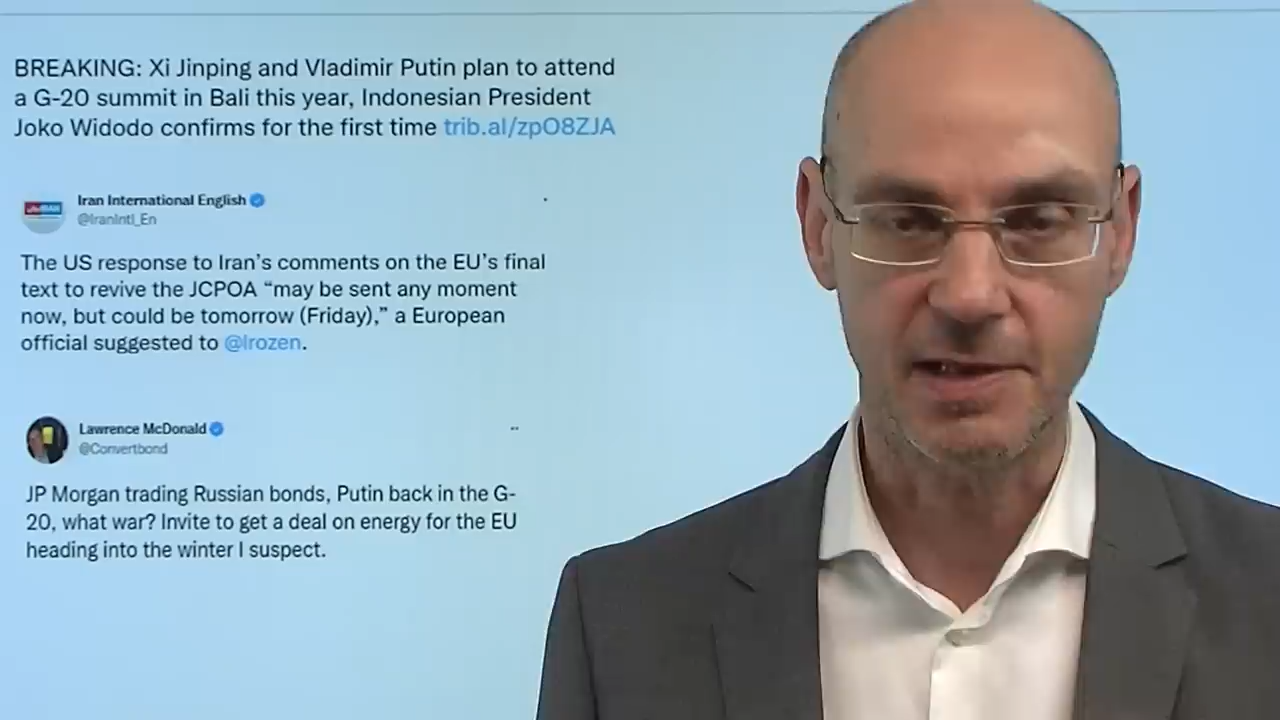 BREAKING: Xi Jinping and Vladimir Putin plan to attend
a G-20 summit in Bali this year, Indonesian President
Joko Widodo confirms for the first time trib.al/zpO8ZJA
Iran International English
@IranIntl_En
The US response to Iran's comments on the EU's final
text to revive the JCPOA “may be sent any moment
now, but could be tomorrow (Friday),” a European
official suggested to @lrozen.
Lawrence McDonald
@Convertbond
JP Morgan trading Russian bonds, Putin back in the G-
20, what war? Invite to get a deal on energy for the EU
heading into the winter I suspect.